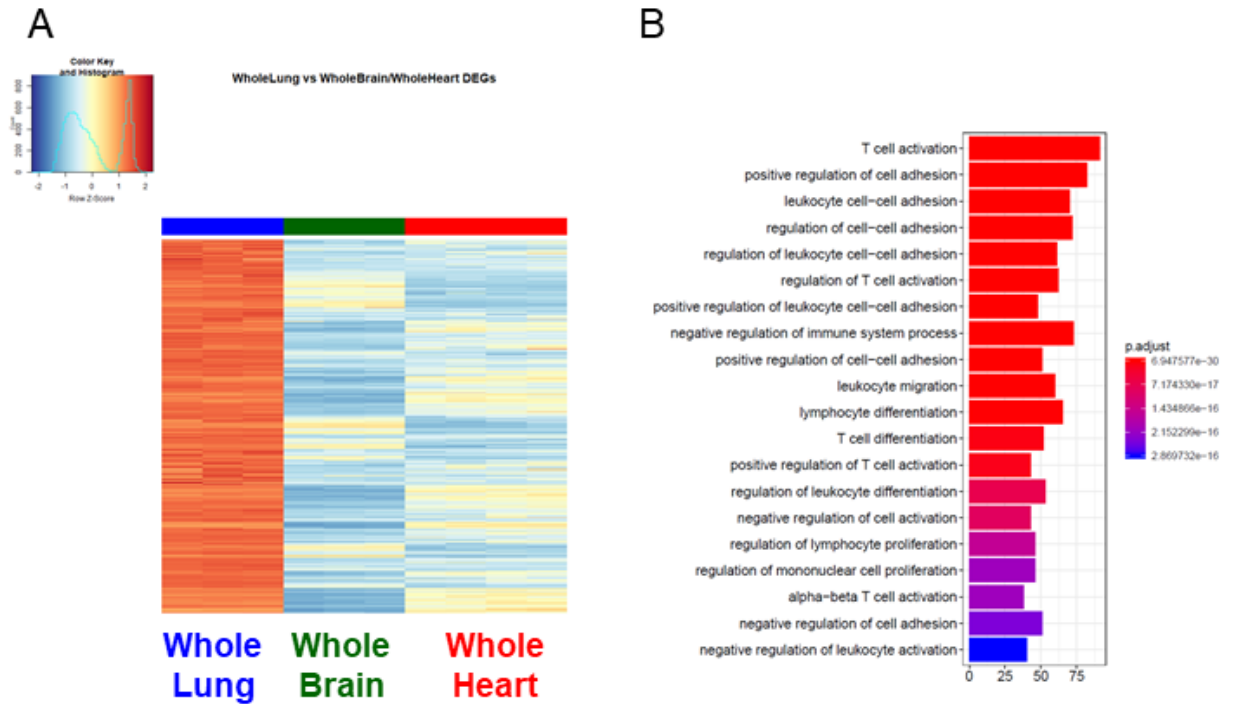 A
B
Color Key
and Histogram
WholeLung vs WholeBrain/WholeHeart DEGs
Count
800
600
400
200
0
-2 -1 0 1 2
Row Z-Score
Whole
Lung
Whole
Brain
Whole
Heart
T cell activation
positive regulation of cell adhesion
leukocyte cell−cell adhesion
regulation of cell−cell adhesion
regulation of leukocyte cell−cell adhesion
regulation of T cell activation
positive regulation of leukocyte cell−cell adhesion
negative regulation of immune system process
positive regulation of cell−cell adhesion
leukocyte migration
lymphocyte differentiation
T cell differentiation
positive regulation of T cell activation
regulation of leukocyte differentiation
negative regulation of cell activation
regulation of lymphocyte proliferation
regulation of mononuclear cell proliferation
alpha−beta T cell activation
negative regulation of cell adhesion
negative regulation of leukocyte activation
0 25 50 75
p.adjust
6.947577e−30
7.174330e−17
1.434866e−16
2.152299e−16
2.869732e−16